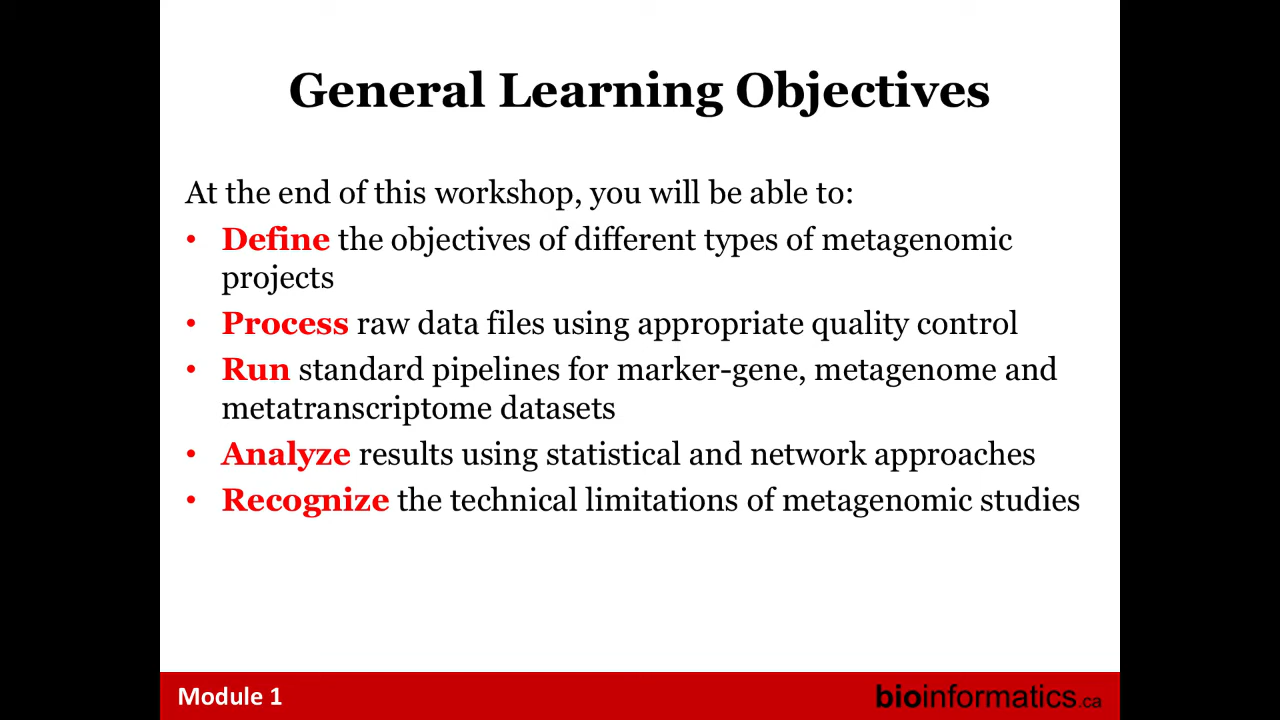 General Learning Objectives
At the end of this workshop, you will be able to:
• Define the objectives of different types of metagenomic
projects
• Process raw data files using appropriate quality control
• Run standard pipelines for marker-gene, metagenome and
metatranscriptome datasets
• Analyze results using statistical and network approaches
• Recognize the technical limitations of metagenomic studies
Module 1
bioinformatics.ca